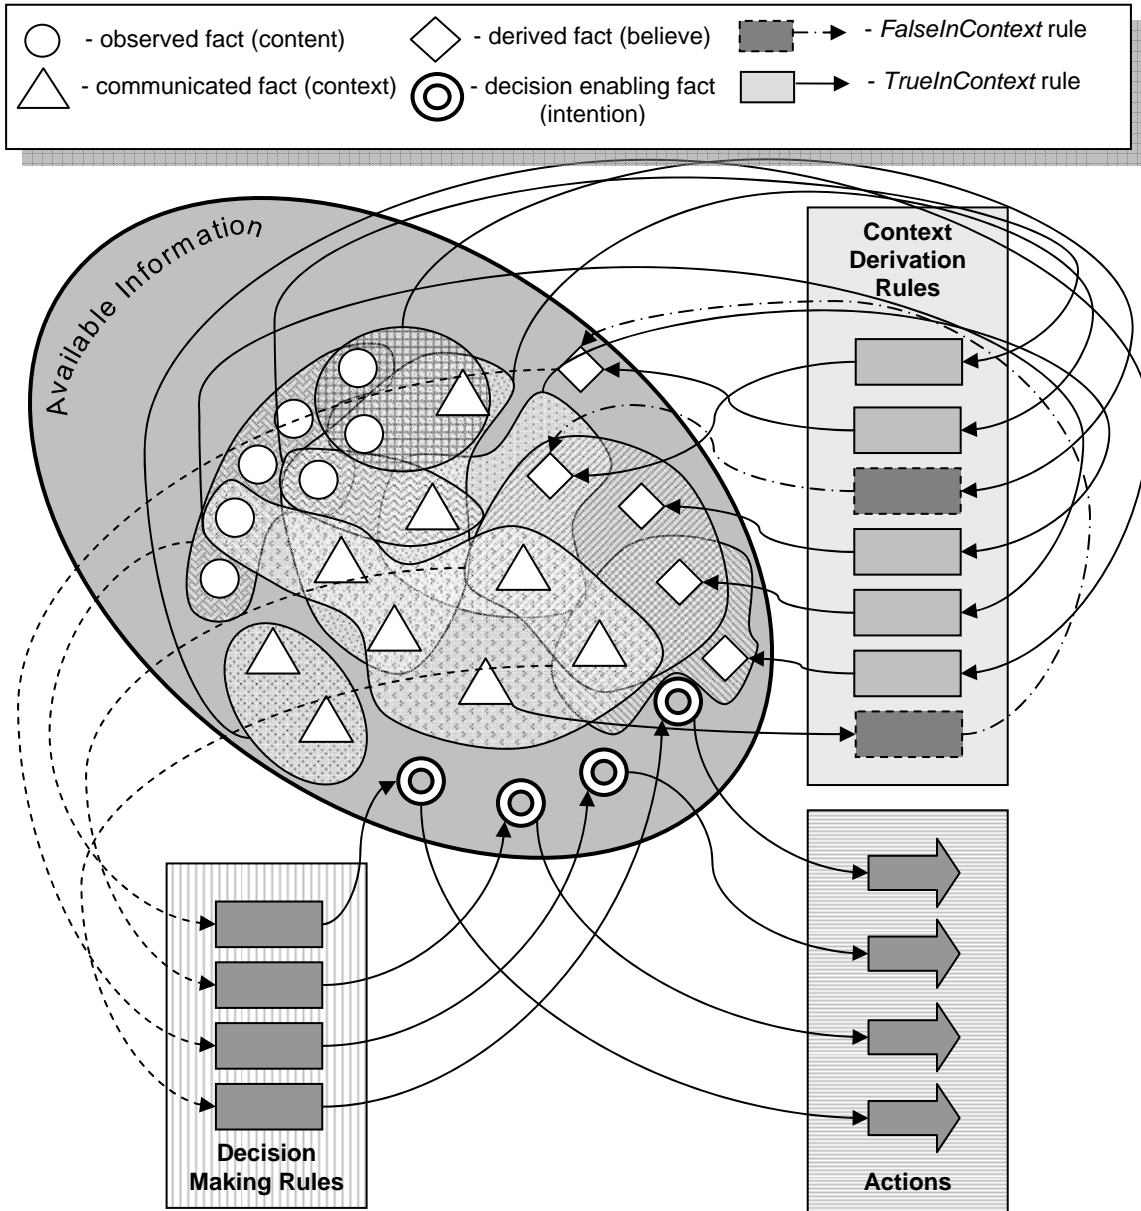 - observed fact (content)
- communicated fact (context)
- derived fact (believe)
- decision enabling fact
(intention)
- FalseInContext rule
- TrueInContext rule
Available Information
Context
Derivation
Rules
Decision
Making Rules
Actions